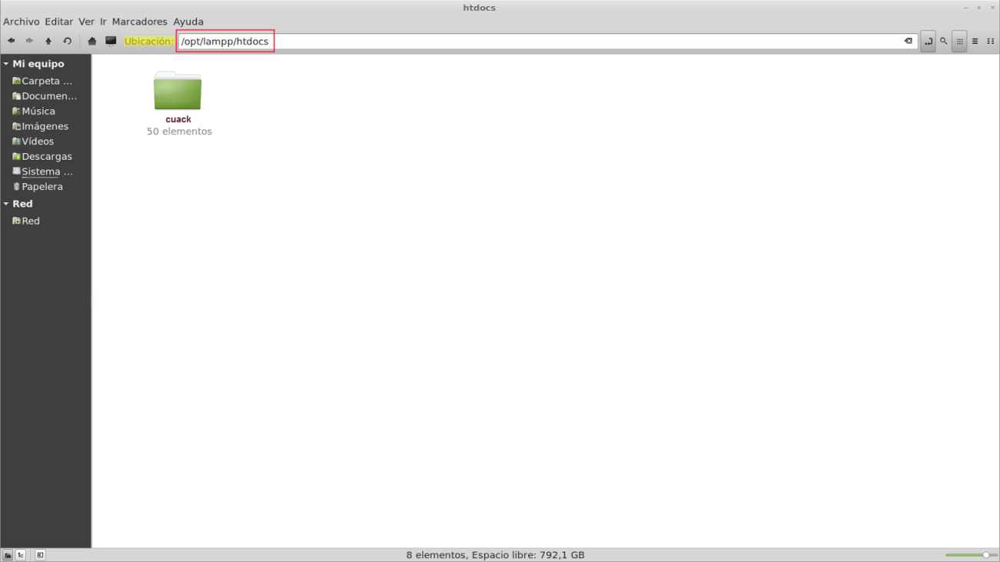 htdocs
Archivo Editar Ver Ir Marcadores Ayuda
Ubicación: /opt/lampp/htdocs
Mi equipo
Carpeta ...
Documen...
Música
Imágenes
Vídeos
Descargas
Sistema ...
Papelera
Red
Red
cuack
50 elementos
8 elementos, Espacio libre: 792,1 GB